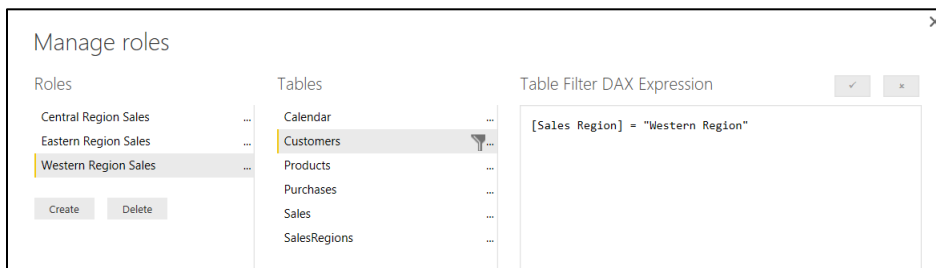 Manage roles
Roles
Central Region Sales ...
Eastern Region Sales ...
Western Region Sales ...
Create Delete
Tables
Calendar ...
Customers ...
Products ...
Purchases ...
Sales ...
SalesRegions ...
Table Filter DAX Expression
[Sales Region] = "Western Region"